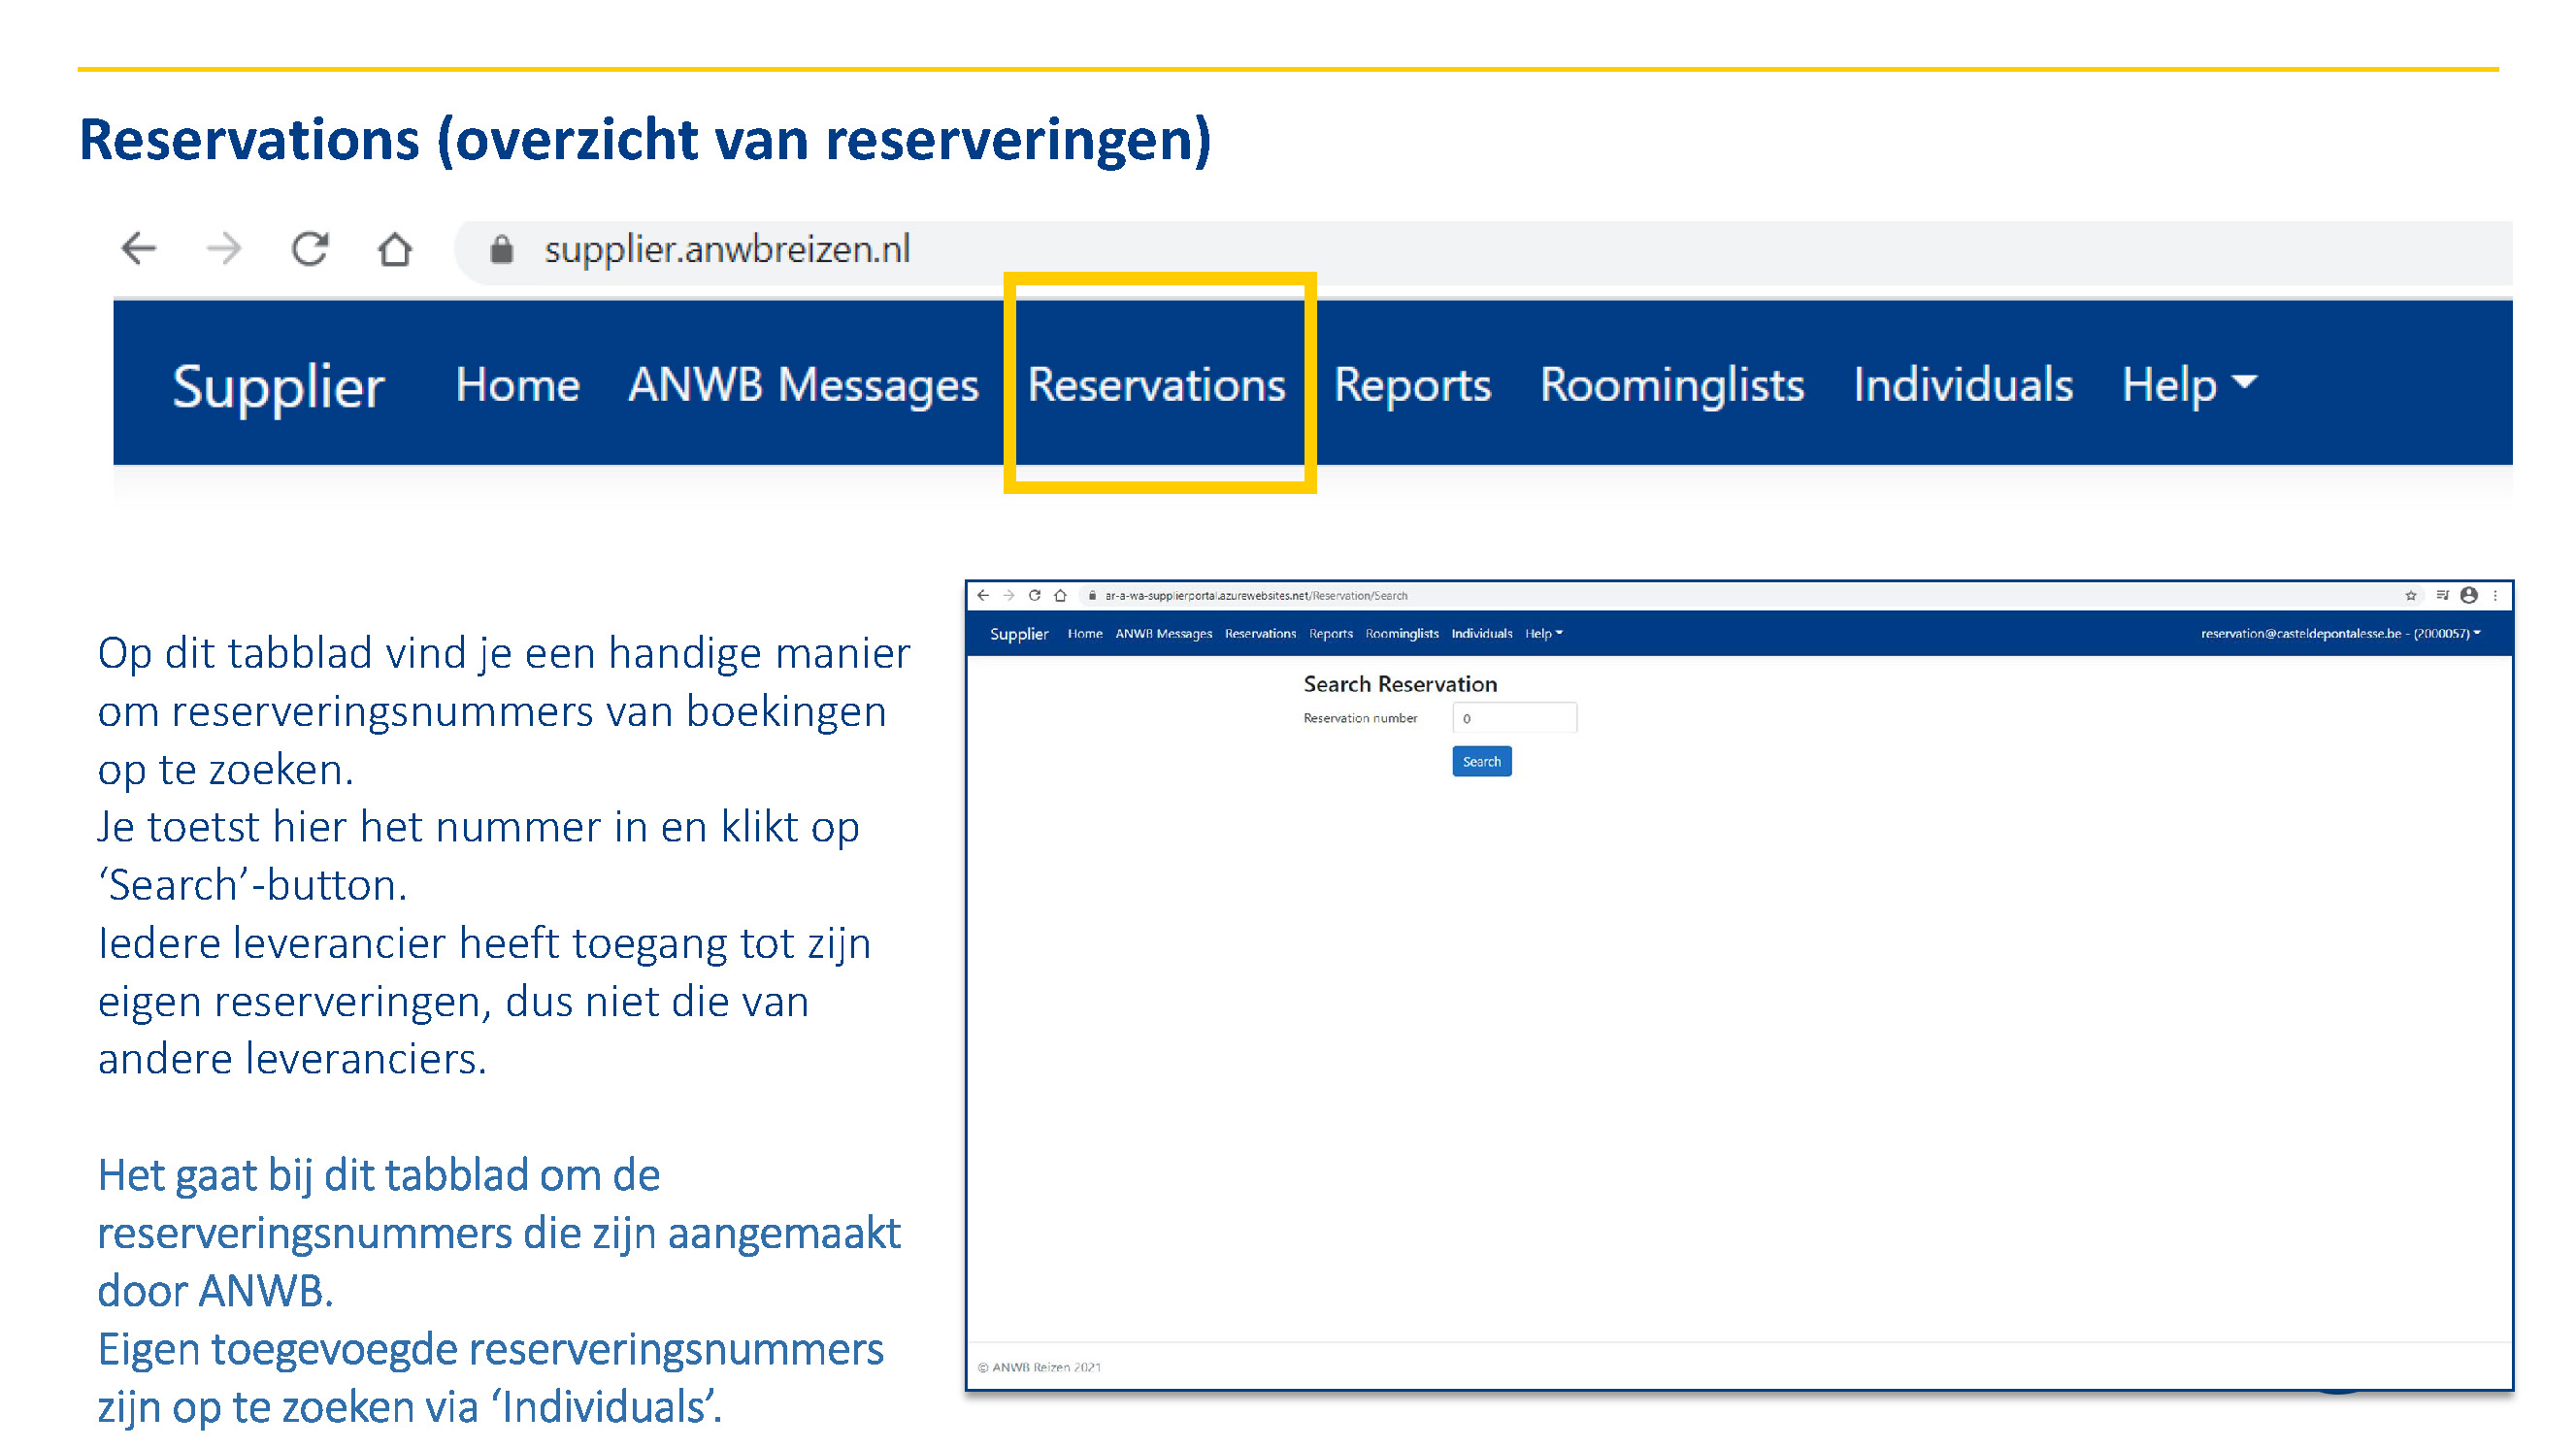 Reservations (overzicht van reserveringen)
supplier.anwbreizen.nl
Supplier Home ANWB Messages Reservations Reports Roominglists Individuals Help
Op dit tabblad vind je een handige manier
om reserveringsnummers van boekingen
op te zoeken.
Je toetst hier het nummer in en klikt op
‘Search’-button.
Iedere leverancier heeft toegang tot zijn
eigen reserveringen, dus niet die van
andere leveranciers.
Het gaat bij dit tabblad om de
reserveringsnummers die zijn aangemaakt
door ANWB.
Eigen toegevoegde reserveringsnummers
zijn op te zoeken via ‘Individuals’.
ar-a-wa-supplierportal.azurewebsites.net/Reservation/Search
Supplier Home ANWB Messages Reservations Reports Roominglists Individuals Help reservation@casteldepontalesse.be - (2000057)
Search Reservation
Reservation number 0
Search
© ANWB Reizen 2021